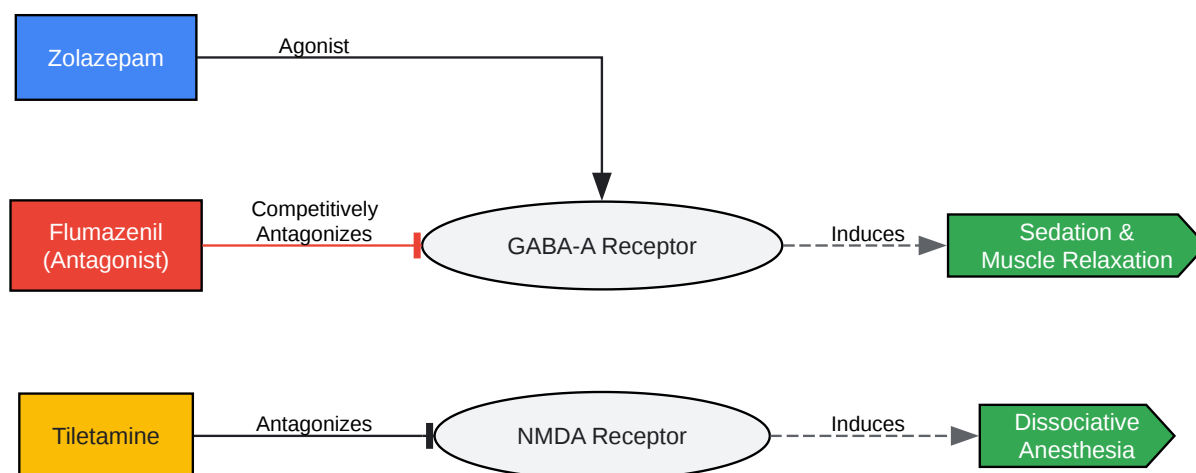 Zolazepam
Agonist
Flumazenil
(Antagonist)
Competitively
Antagonizes
GABA-A Receptor
Induces
Sedation &
Muscle Relaxation
Tiletamine
Antagonizes
NMDA Receptor
Induces
Dissociative
Anesthesia